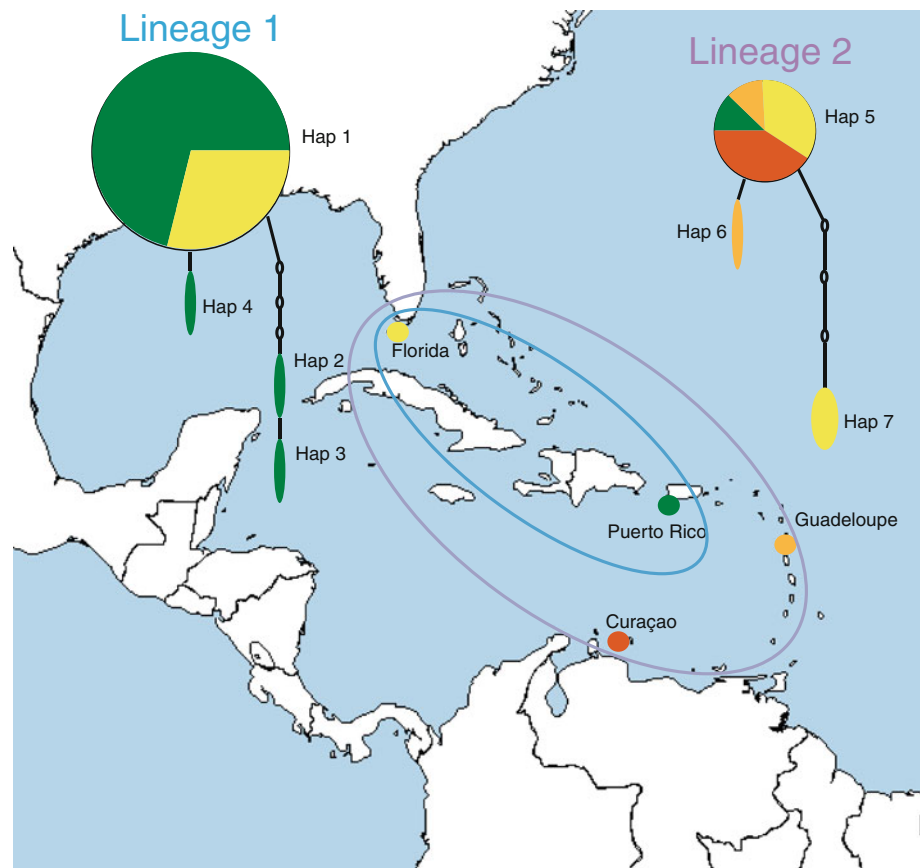 Lineage 1
Lineage 2
Hap 1
Hap 5
Hap 6
Hap 4
Florida
Hap 2
Hap 7
Hap 3
Guadeloupe
Puerto Rico
Curaçao